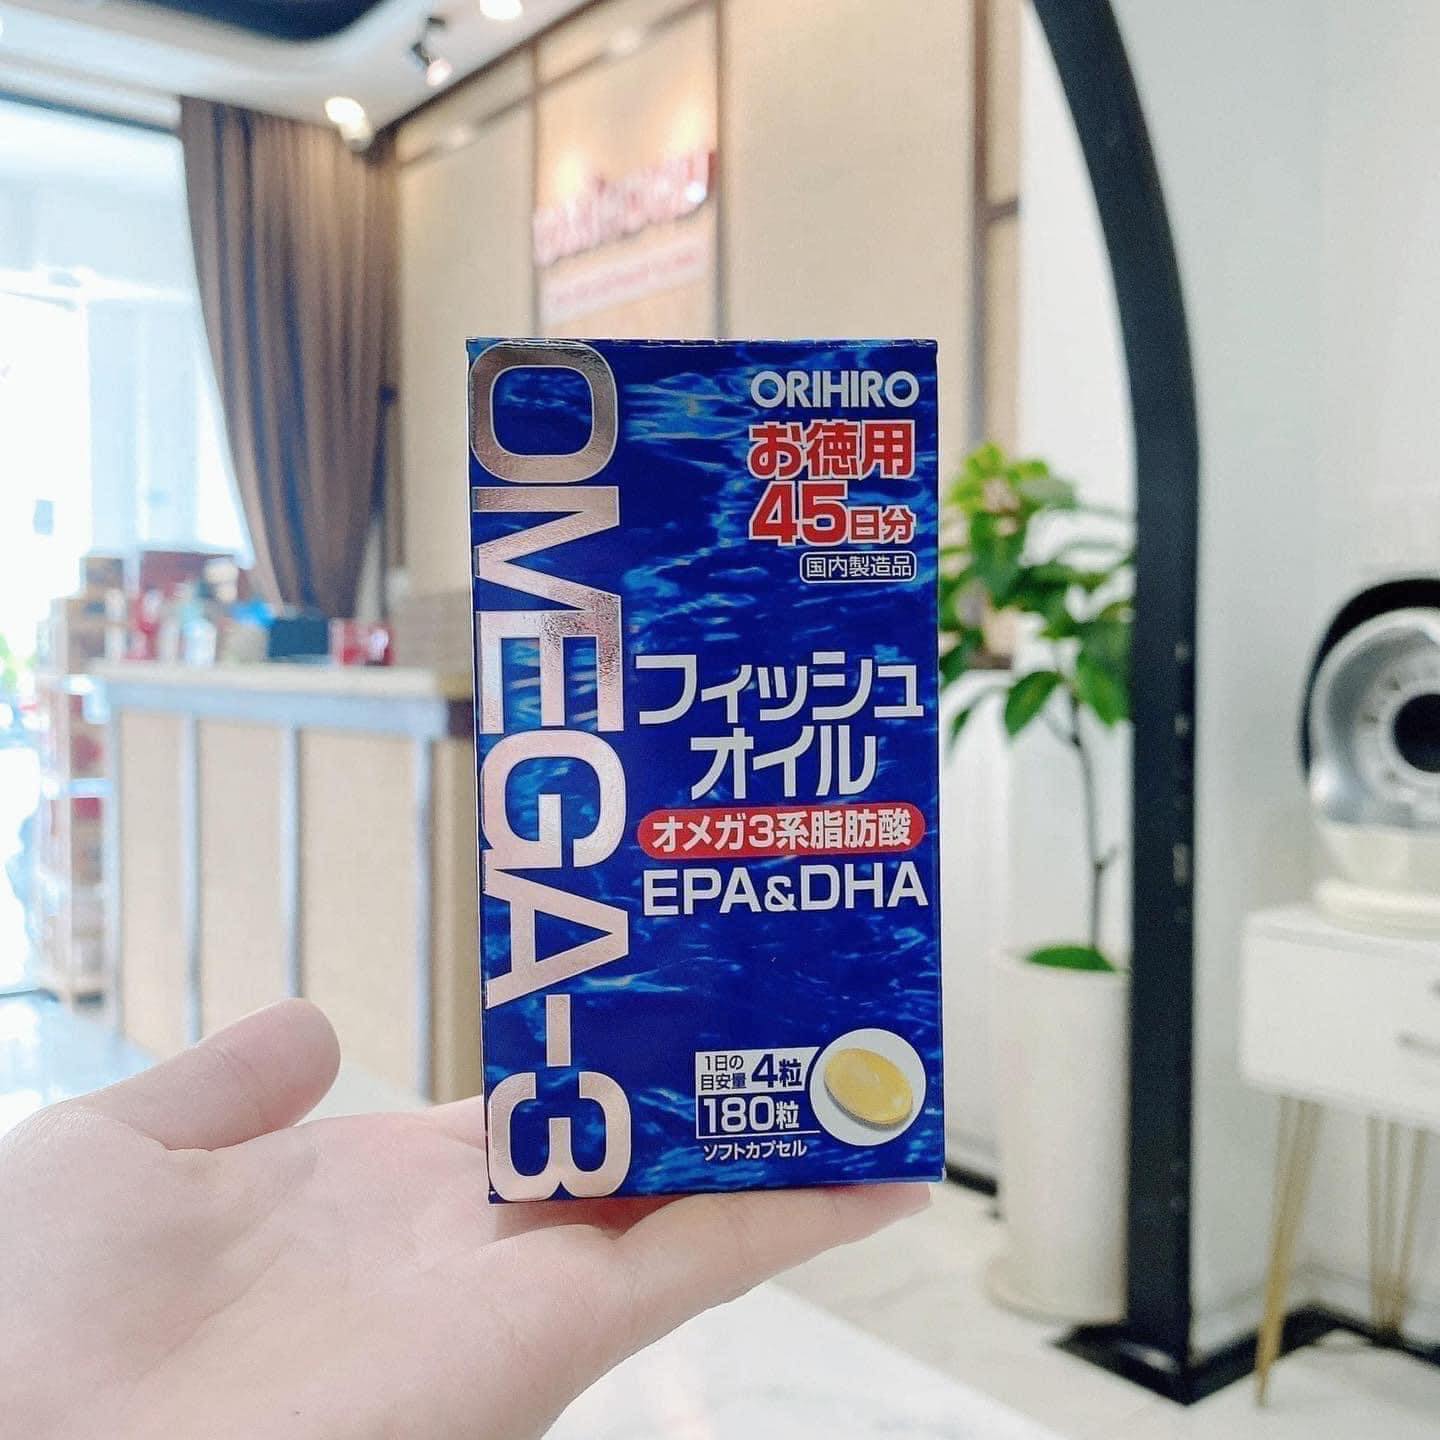 OMEGA-3
ORIHIRO
お徳用
45日分
国内製造品
フィッシュ
オイル
オメガ3系脂肪酸
EPA&DHA
1日の
目安量 4粒
180粒
ソフトカプセル